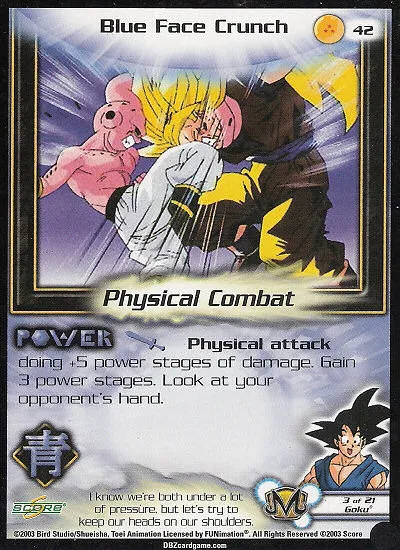 Blue Face Crunch
42
Physical Combat
POWER Physical attack
doing +5 power stages of damage. Gain
3 power stages. Look at your
opponent's hand.
青
SCORE
I know we're both under a lot
of pressure, but let's try to
keep our heads on our shoulders.
M
3 of 21
Goku
©2003 Bird Studio/Shueisha, Toei Animation Licensed by FUNimation®. All Rights Reserved ©2003 Score
DBZcardgame.com